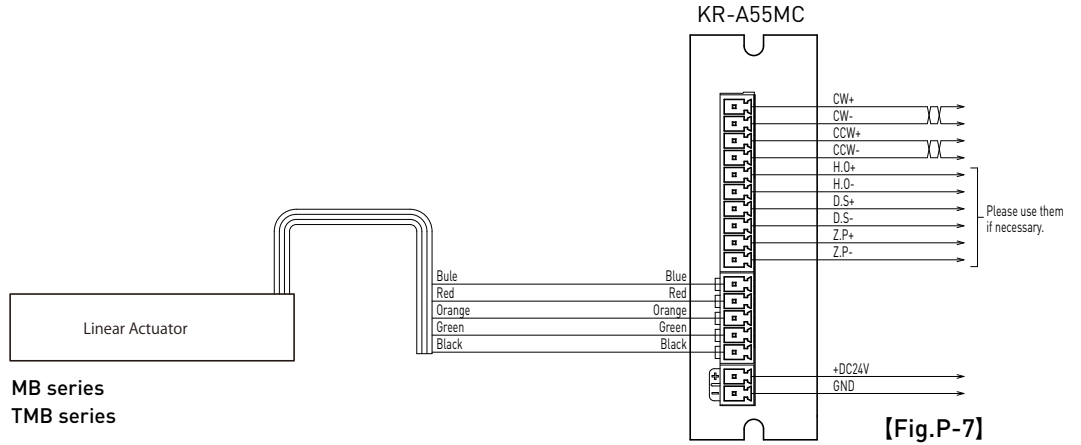 KR-A55MC
CW+
CW-
CCW+
CCW-
H.O+
H.O-
D.S+
D.S-
Z.P+
Z.P-
Please use them
if necessary.
Bule Blue
Red Red
Orange Orange
Green Green
Black Black
Linear Actuator
+
-
+DC24V
GND
MB series
TMB series
【Fig.P-7】